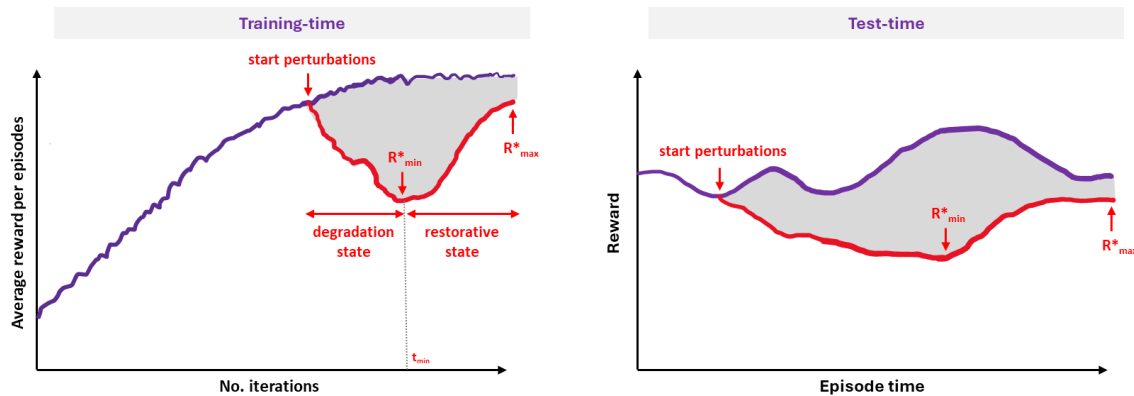 Training-time
start perturbations
R*min
R*max
degradation
state
restorative
state
tmin
Average reward per episodes
No. iterations
Test-time
start perturbations
R*min
R*max
Reward
Episode time